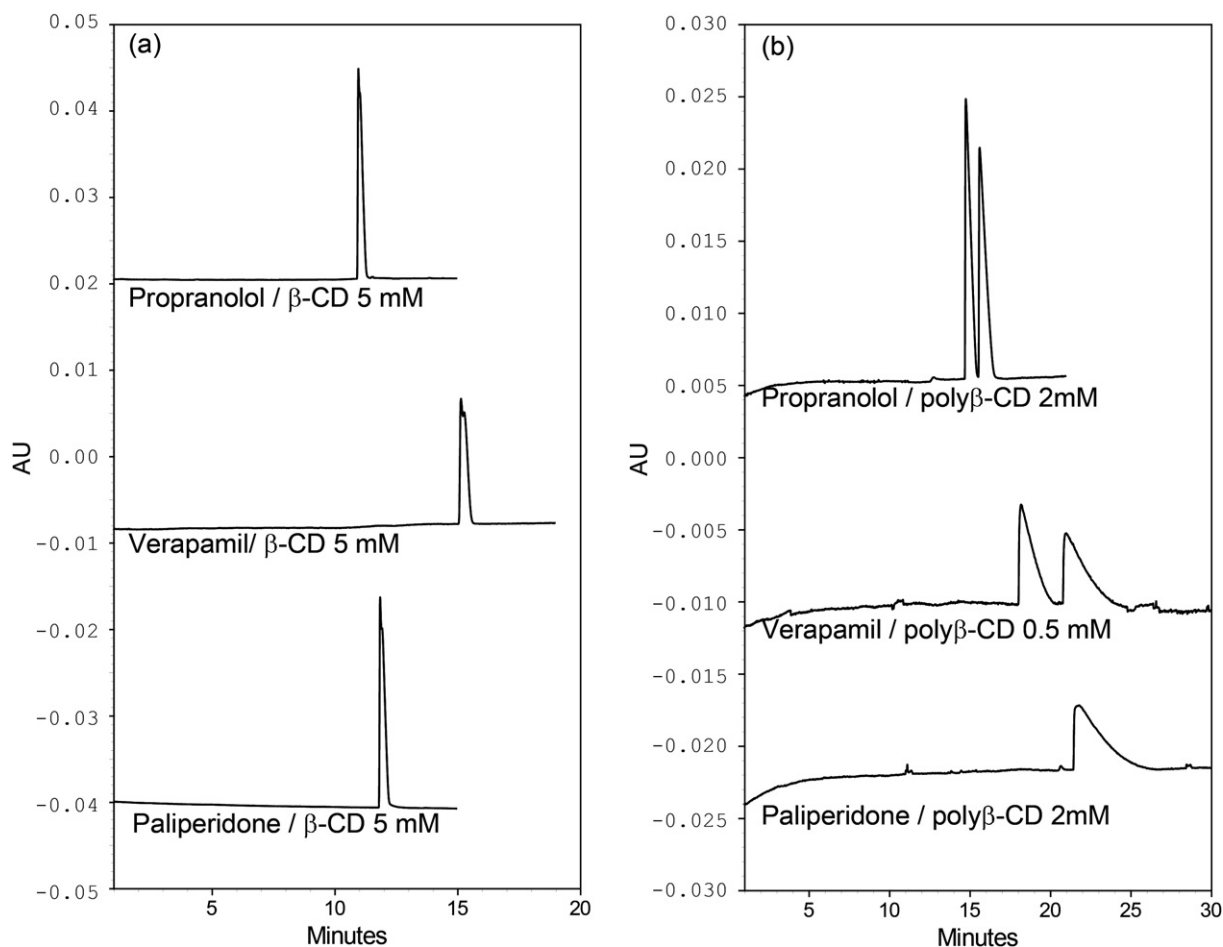 (a)
0.05
0.04
0.03
0.02
0.01
0.00
-0.01
-0.02
-0.03
-0.04
-0.05
AU
Propranolol / β-CD 5 mM
Verapamil/ β-CD 5 mM
Paliperidone / β-CD 5 mM
5
10
15
20
Minutes
(b)
0.030
0.025
0.020
0.015
0.010
0.005
0.000
-0.005
-0.010
-0.015
-0.020
-0.025
-0.030
AU
Propranolol / polyβ-CD 2mM
Verapamil / polyβ-CD 0.5 mM
Paliperidone / polyβ-CD 2mM
5
10
15
20
25
30
Minutes